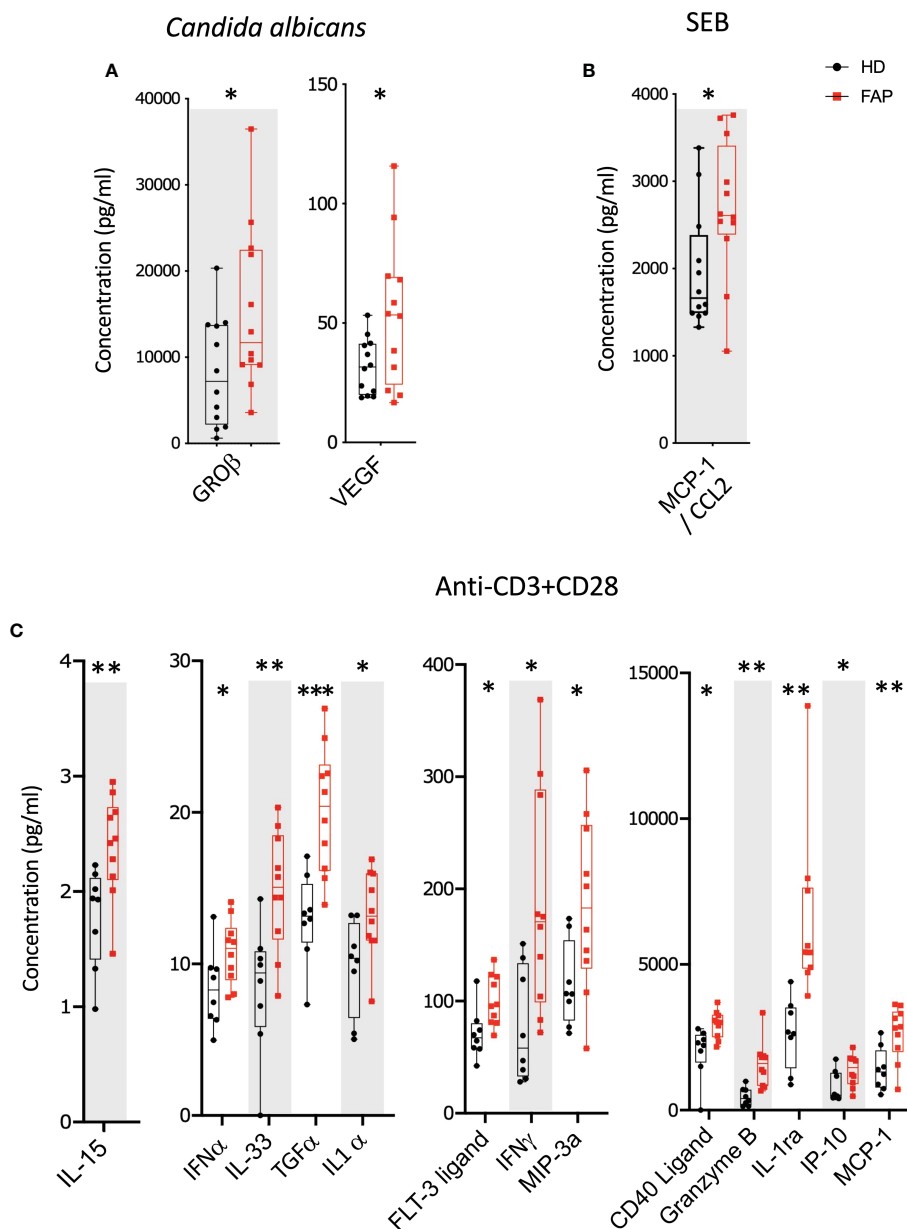 Candida albicans
SEB
A
B
HD
FAP
*
*
*
Concentration (pg/ml)
40000
30000
20000
10000
0
150
100
50
0
Concentration (pg/ml)
4000
3000
2000
1000
0
GROβ
VEGF
MCP-1
/ CCL2
Anti-CD3+CD28
C
Concentration (pg/ml)
4
3
2
1
0
**
IL-15
30
20
10
0
*
**
***
*
IFNα
IL-33
TGFα
IL1 α
400
300
200
100
0
*
*
*
FLT-3 ligand
IFNγ
MIP-3a
15000
10000
5000
0
*
**
**
*
**
CD40 Ligand
Granzyme B
IL-1ra
IP-10
MCP-1